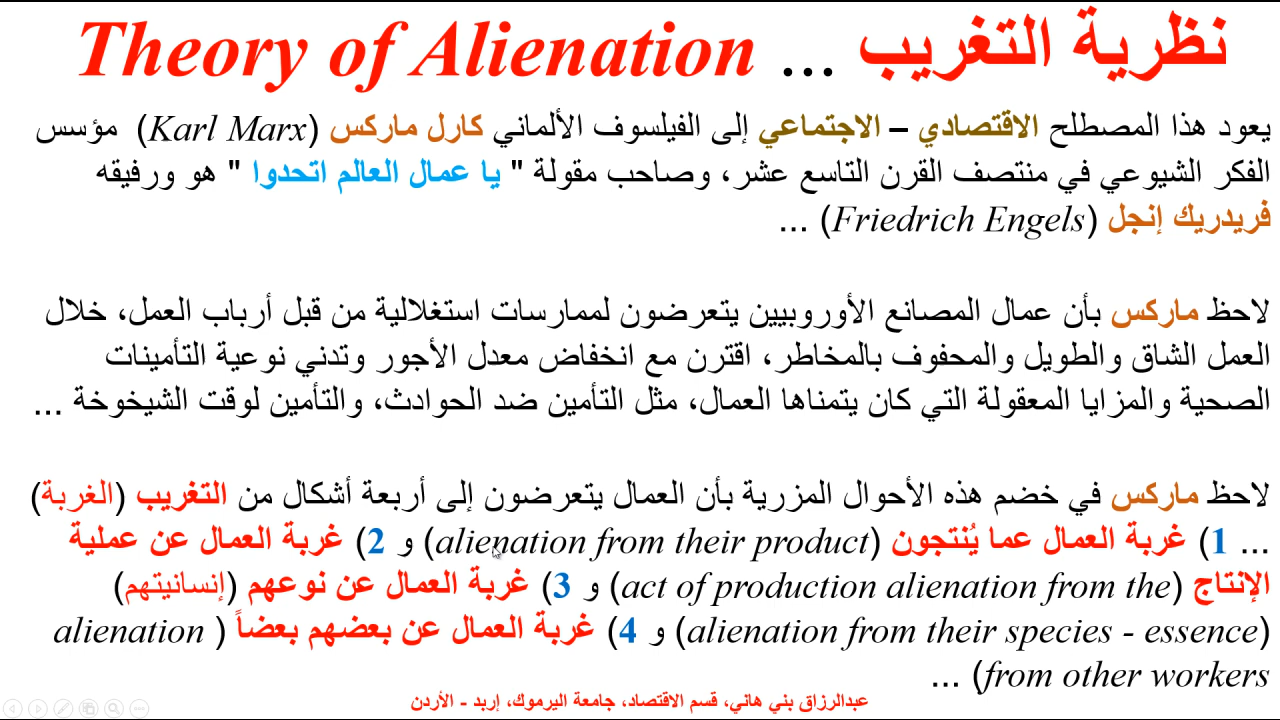 نظرية التغريب ... Theory of Alienation
يعود هذا المصطلح الاقتصادي – الاجتماعي إلى الفيلسوف الألماني كارل ماركس (Karl Marx) مؤسس
الفكر الشيوعي في منتصف القرن التاسع عشر، وصاحب مقولة " يا عمال العالم اتحدوا " هو ورفيقه
فريدريك إنجل (Friedrich Engels) ...
لاحظ ماركس بأن عمال المصانع الأوروبيين يتعرضون لممارسات استغلالية من قبل أرباب العمل، خلال
العمل الشاق والطويل والمحفوف بالمخاطر، اقترن مع انخفاض معدل الأجور وتدني نوعية التأمينات
الصحية والمزايا المعقولة التي كان يتمناها العمال، مثل التأمين ضد الحوادث، والتأمين لوقت الشيخوخة ...
لاحظ ماركس في خضم هذه الأحوال المزرية بأن العمال يتعرضون إلى أربعة أشكال من التغريب (الغربة)
... 1) غربة العمال عما يُنتجون (alienation from their product) و 2) غربة العمال عن عملية
الإنتاج (act of production alienation from the) و 3) غربة العمال عن نوعهم (إنسانيتهم)
(alienation from their species - essence) و 4) غربة العمال عن بعضهم بعضاً ( alienation
from other workers) ...
عبدالرزاق بني هاني، قسم الاقتصاد، جامعة اليرموك، إربد - الأردن